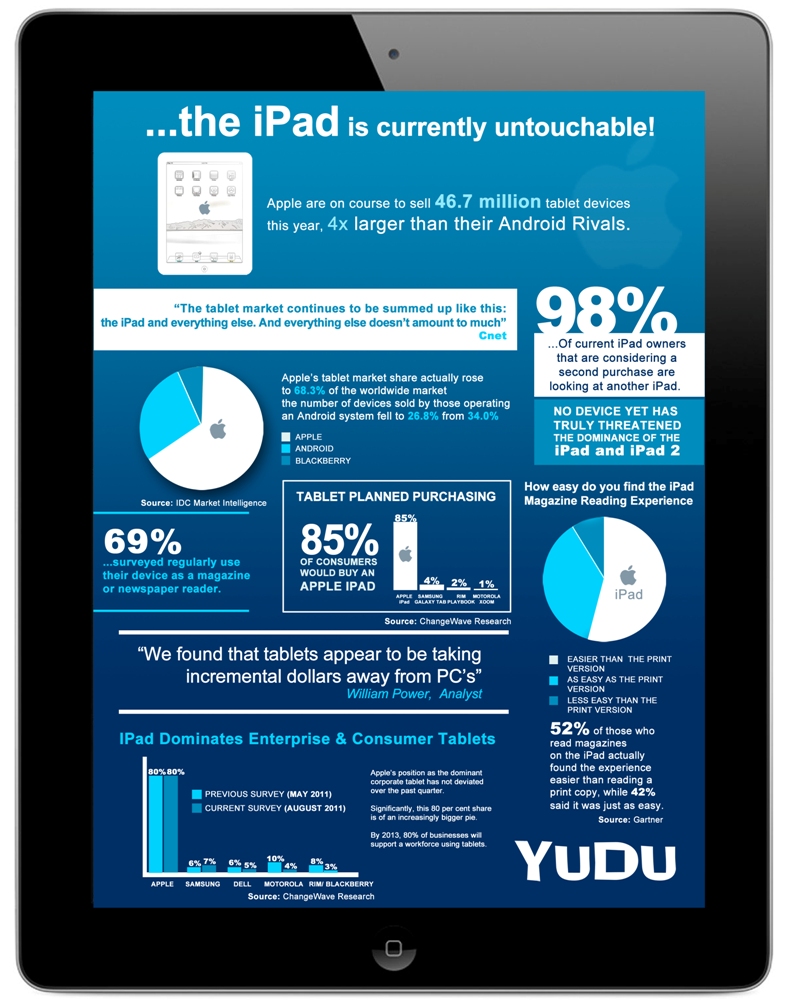 ...the iPad is currently untouchable!
Apple are on course to sell 46.7 million tablet devices
this year, 4x larger than their Android Rivals.
“The tablet market continues to be summed up like this:
the iPad and everything else. And everything else doesn’t amount to much”
Cnet
98%
...Of current iPad owners
that are considering a
second purchase are
looking at another iPad.
NO DEVICE YET HAS
TRULY THREATENED
THE DOMINANCE OF THE
iPad and iPad 2
Apple’s tablet market share actually rose
to 68.3% of the worldwide market
the number of devices sold by those operating
an Android system fell to 26.8% from 34.0%
APPLE
ANDROID
BLACKBERRY
Source: IDC Market Intelligence
69%
...surveyed regularly use
their device as a magazine
or newspaper reader.
TABLET PLANNED PURCHASING
85%
OF CONSUMERS
WOULD BUY AN
APPLE IPAD
85%
4%
2%
1%
APPLE iPad
SAMSUNG GALAXY TAB
RIM PLAYBOOK
MOTOROLA XOOM
Source: ChangeWave Research
How easy do you find the iPad
Magazine Reading Experience
iPad
EASIER THAN THE PRINT
VERSION
AS EASY AS THE PRINT
VERSION
LESS EASY THAN THE
PRINT VERSION
52% of those who
read magazines
on the iPad actually
found the experience
easier than reading a
print copy, while 42%
said it was just as easy.
Source: Gartner
“We found that tablets appear to be taking
incremental dollars away from PC’s”
William Power, Analyst
IPad Dominates Enterprise & Consumer Tablets
PREVIOUS SURVEY (MAY 2011)
CURRENT SURVEY (AUGUST 2011)
80% 80%
6% 7%
6% 5%
10% 4%
8% 3%
APPLE SAMSUNG DELL MOTOROLA RIM/ BLACKBERRY
Source: ChangeWave Research
Apple’s position as the dominant
corporate tablet has not deviated
over the past quarter.
Significantly, this 80 per cent share
is of an increasingly bigger pie.
By 2013, 80% of businesses will
support a workforce using tablets.
YUDU